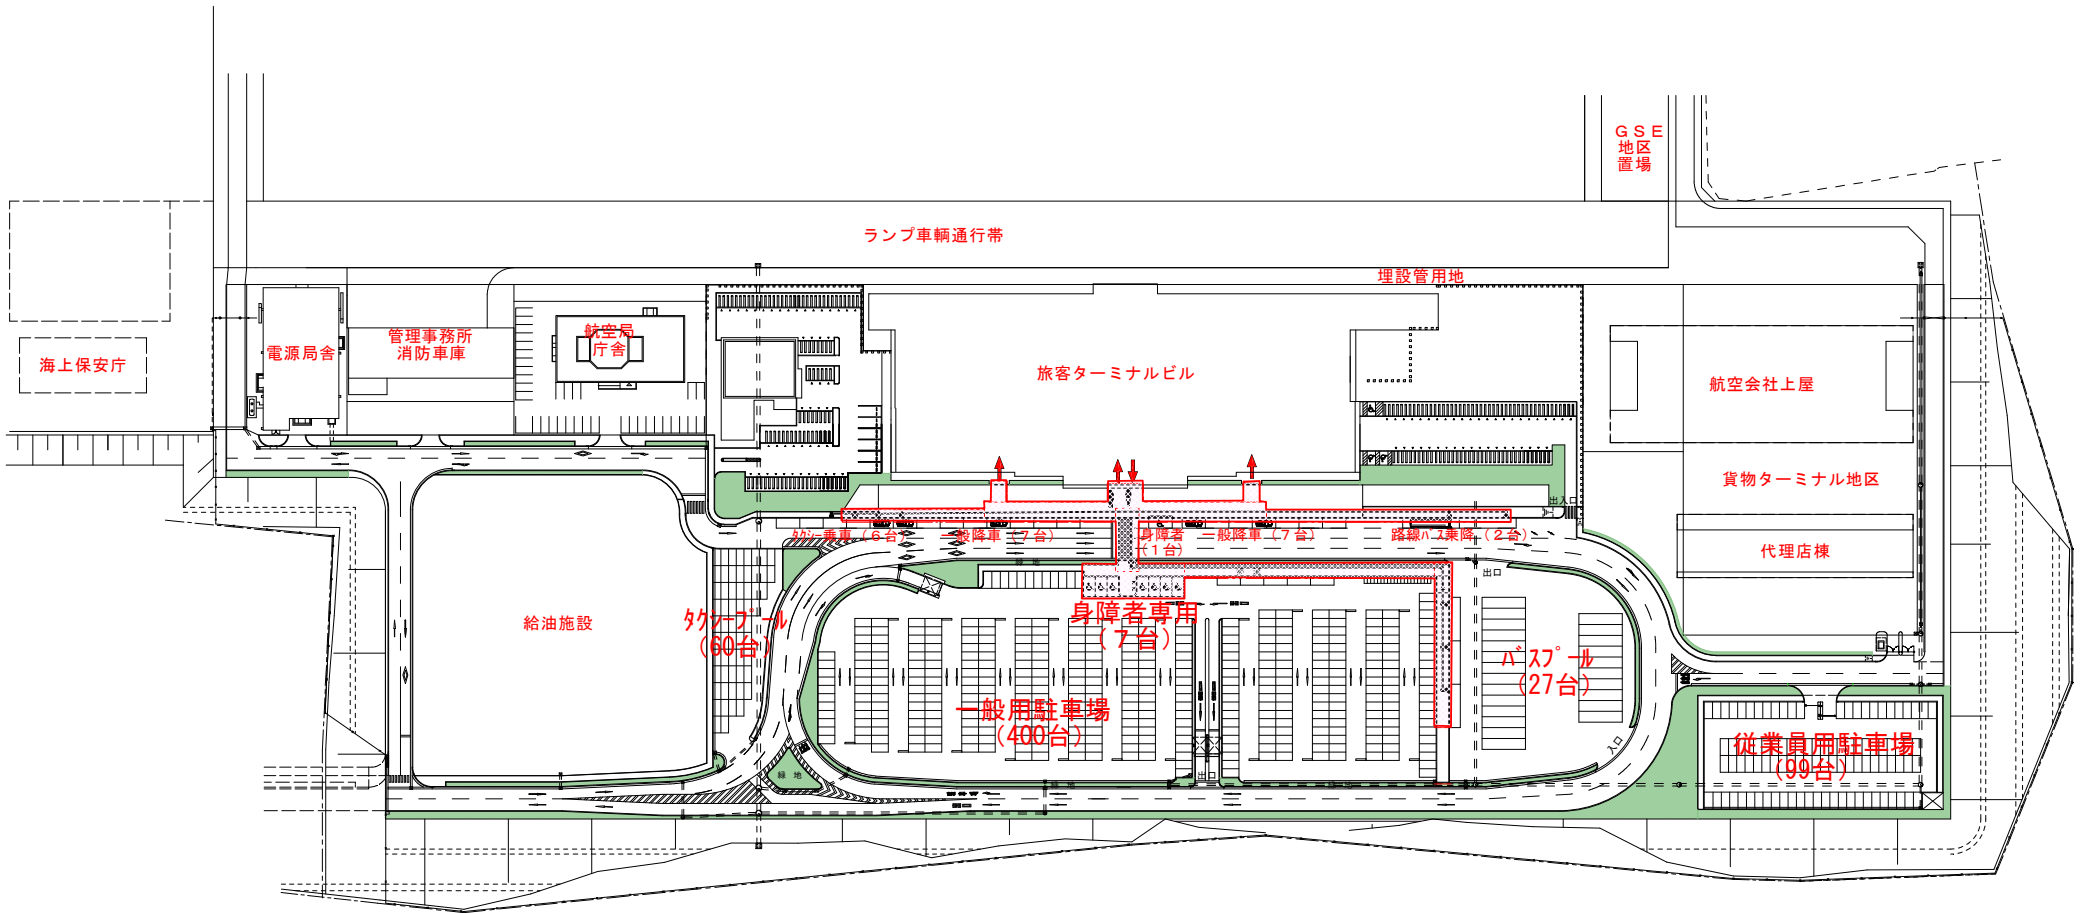 GSE
地区
置場
ランプ車輌通行帯
埋設管用地
海上保安庁
電源局舎
管理事務所
消防車庫
航空局
庁舎
旅客ターミナルビル
航空会社上屋
貨物ターミナル地区
代理店棟
出入口
ﾀｸｼｰ乗車（６台）
一般降車（７台）
身障者
（１台）
一般降車（７台）
路線ﾊﾞｽ乗降（２台）
緑地
出口
給油施設
ﾀｸｼｰﾌﾟｰﾙ
(60台)
身障者専用
(７台)
ﾊﾞｽﾌﾟｰﾙ
(27台)
一般用駐車場
(400台)
入口
従業員用駐車場
(99台)
緑地
緑地
出口